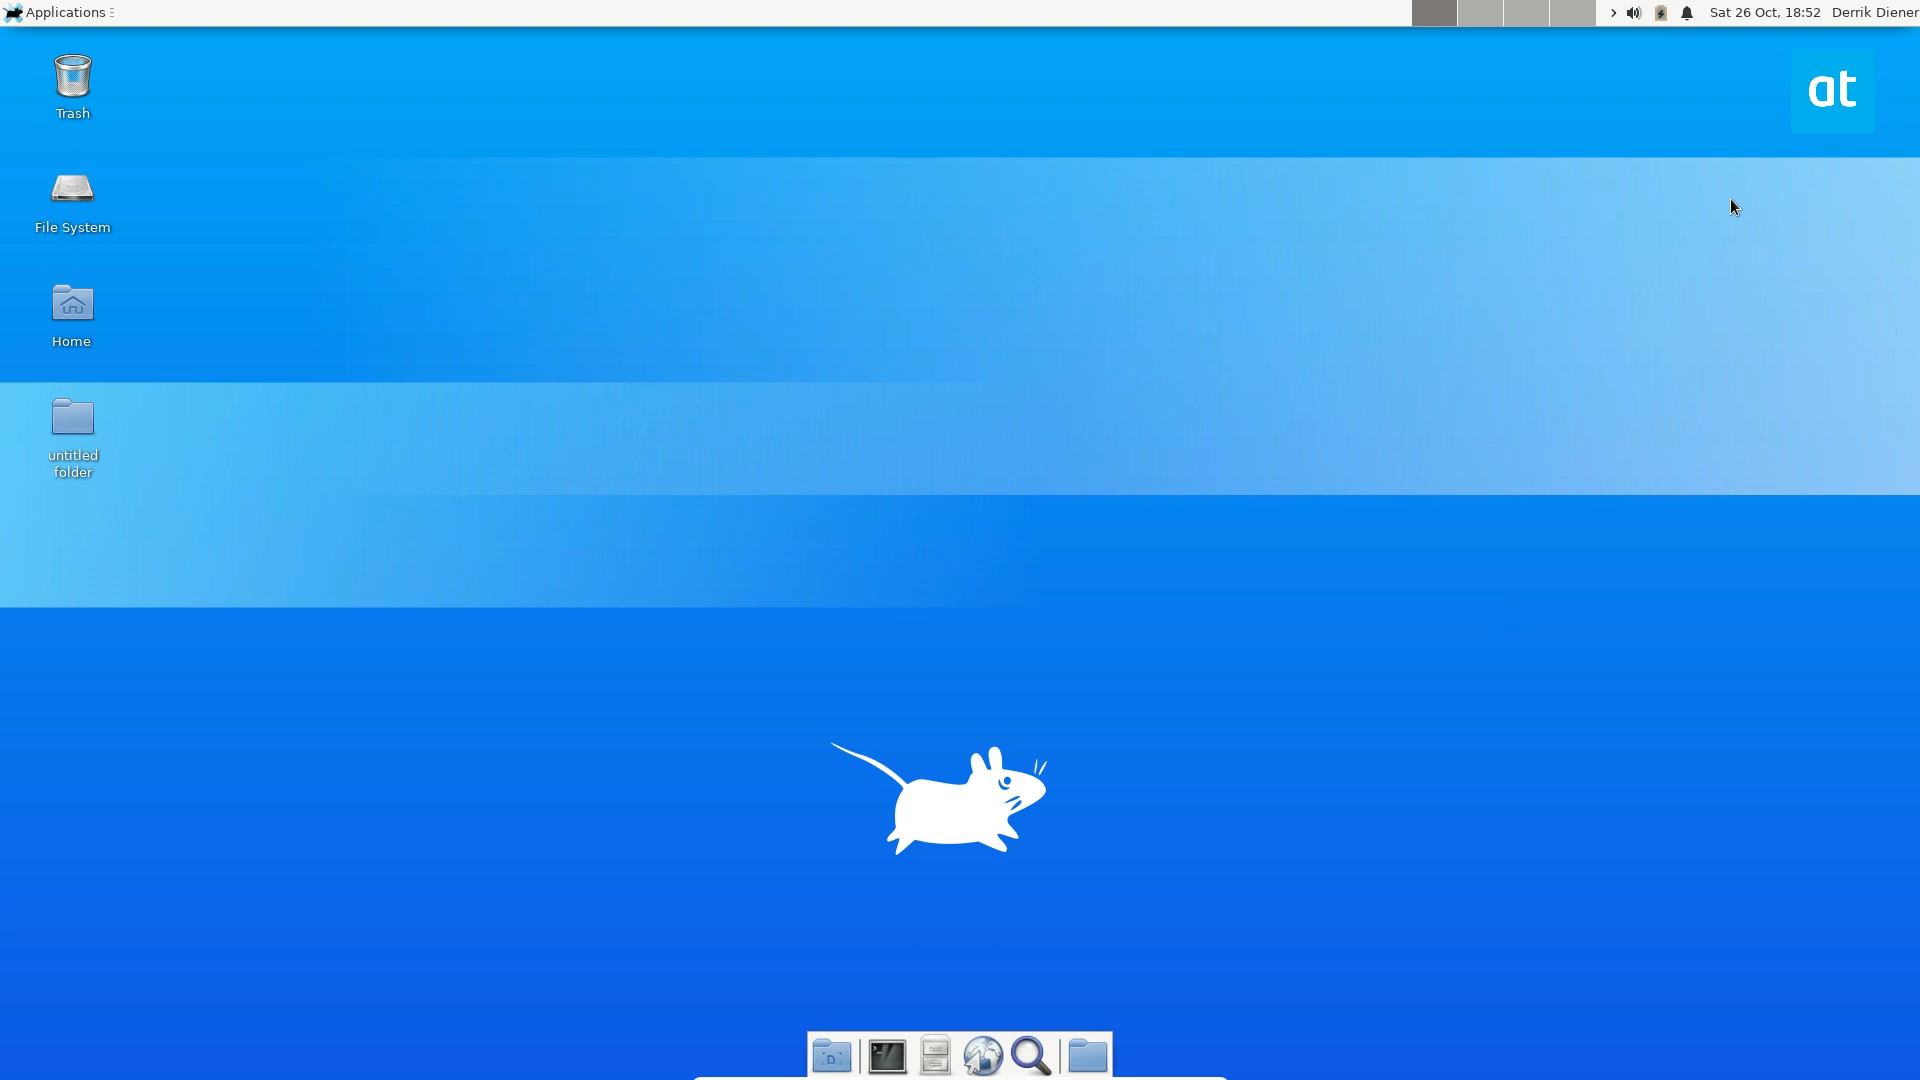 Applications
Sat 26 Oct, 18:52
Derrik Diener
at
Trash
File System
Home
untitled
folder